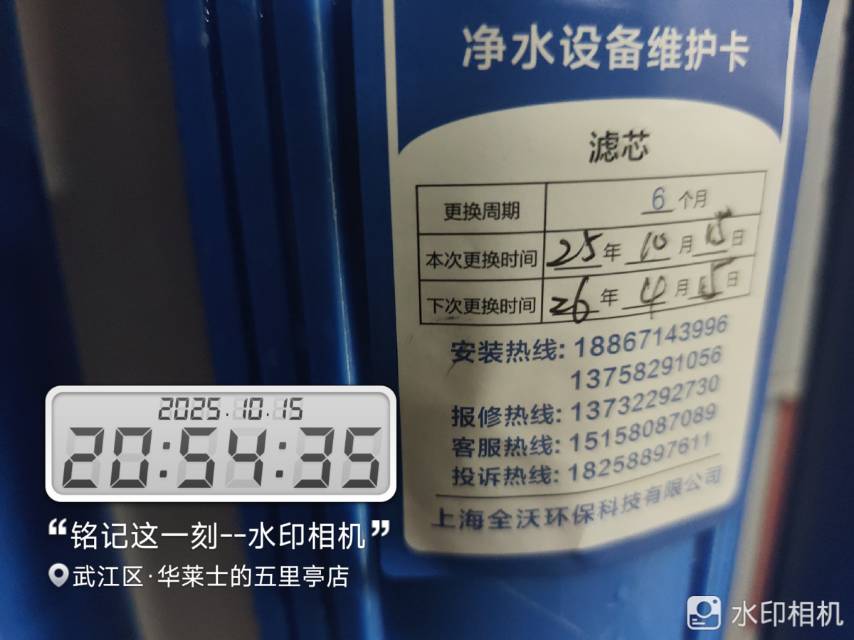 净水设备维护卡
滤芯
更换周期 6 个月
本次更换时间 25 年 10 月 15 日
下次更换时间 26 年 4 月 15 日
安装热线: 18867143996
13758291056
报修热线: 13732292730
客服热线: 15158087089
投诉热线: 18258897611
上海全沃环保科技有限公司
2025.10.15
20:54:35
“铭记这一刻--水印相机”
武江区·华莱士的五里亭店
水印相机